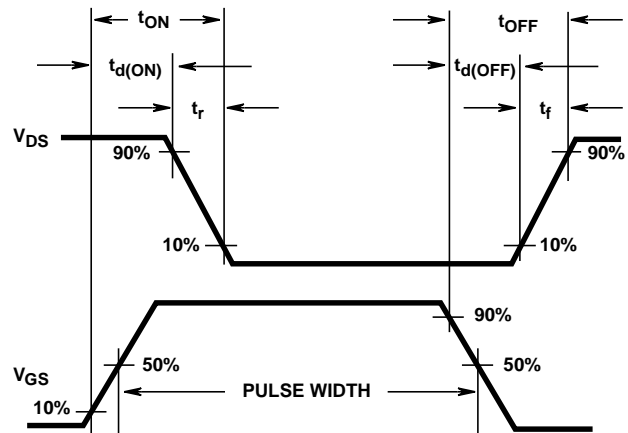 tON tOFF
td(ON) td(OFF)
tr tf
VDS
90% 90%
10% 10%
90%
VGS 50% 50%
10% PULSE WIDTH